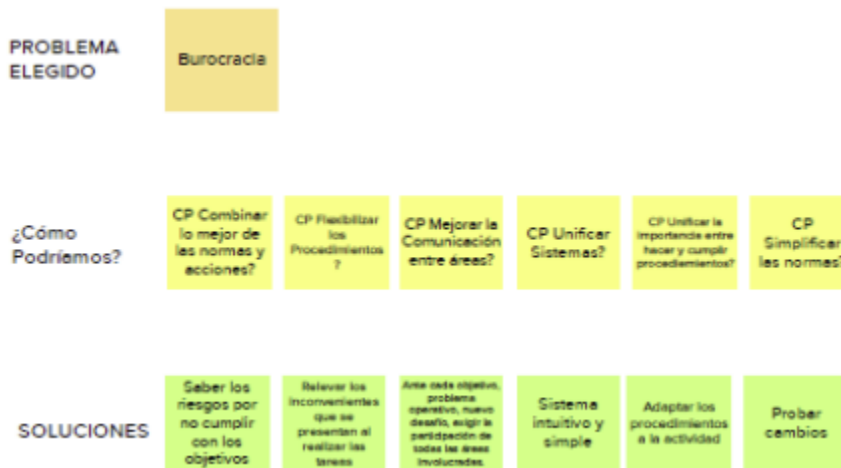 PROBLEMA
ELEGIDO
Burocracia
¿Cómo
Podríamos?
CP Combinar
lo mejor de
las normas y
acciones?
CP Flexibilizar
los
Procedimientos
?
CP Mejorar la
Comunicación
entre áreas?
CP Unificar
Sistemas?
CP Unificar la
importancia entre
hacer y cumplir
procedimientos?
CP
Simplificar
las normas?
SOLUCIONES
Saber los
riesgos por
no cumplir
con los
objetivos
Relevar los
inconvenientes
que se
presentan al
realizar las
tareas
Ante cada objetivo,
problema
operativo, nuevo
desafío, exigir la
participación de
todas las áreas
involucradas.
Sistema
intuitivo y
simple
Adaptar los
procedimientos
a la actividad
Probar
cambios